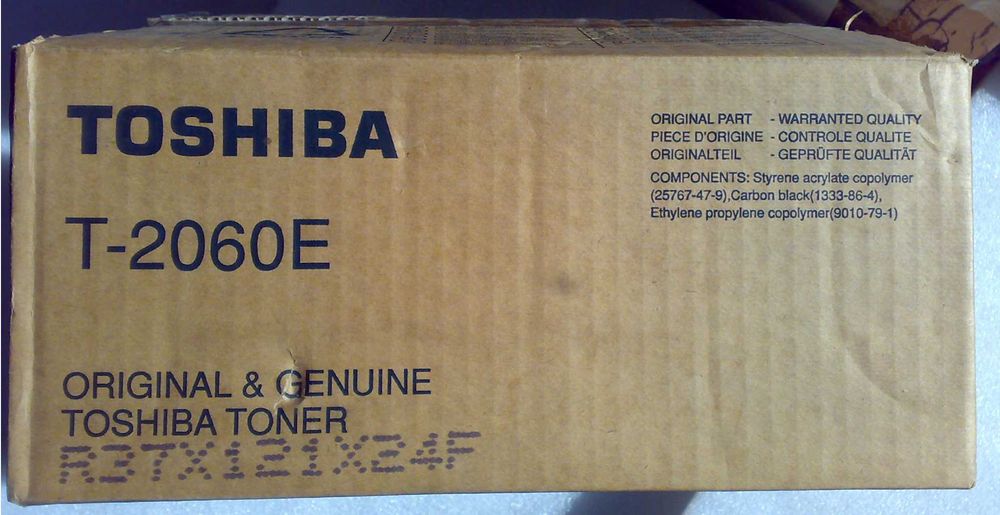 TOSHIBA
T-2060E
ORIGINAL & GENUINE
TOSHIBA TONER
R37X121X24F
ORIGINAL PART - WARRANTED QUALITY
PIECE D'ORIGINE - CONTROLE QUALITE
ORIGINALTEIL - GEPRÜFTE QUALITÄT
COMPONENTS: Styrene acrylate copolymer
(25767-47-9),Carbon black(1333-86-4),
Ethylene propylene copolymer(9010-79-1)